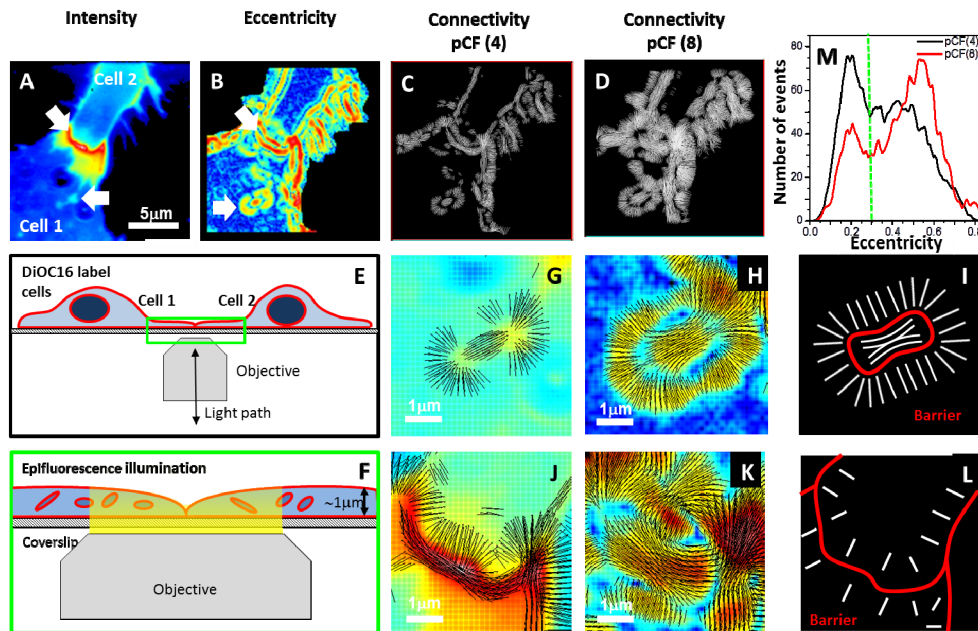 Intensity
Eccentricity
Connectivity
pCF (4)
Connectivity
pCF (8)
A
Cell 2
Cell 1
5µm
B
C
D
M
pCF(4)
pCF(8)
Number of events
80
60
40
20
0
0.0
0.2
0.4
0.6
0.8
Eccentricity
DiOC16 label
cells
E
Cell 1
Cell 2
Objective
Light path
G
1µm
H
1µm
I
Barrier
Epifluorescence illumination
F
~1µm
Coverslip
Objective
J
1µm
K
1µm
L
Barrier